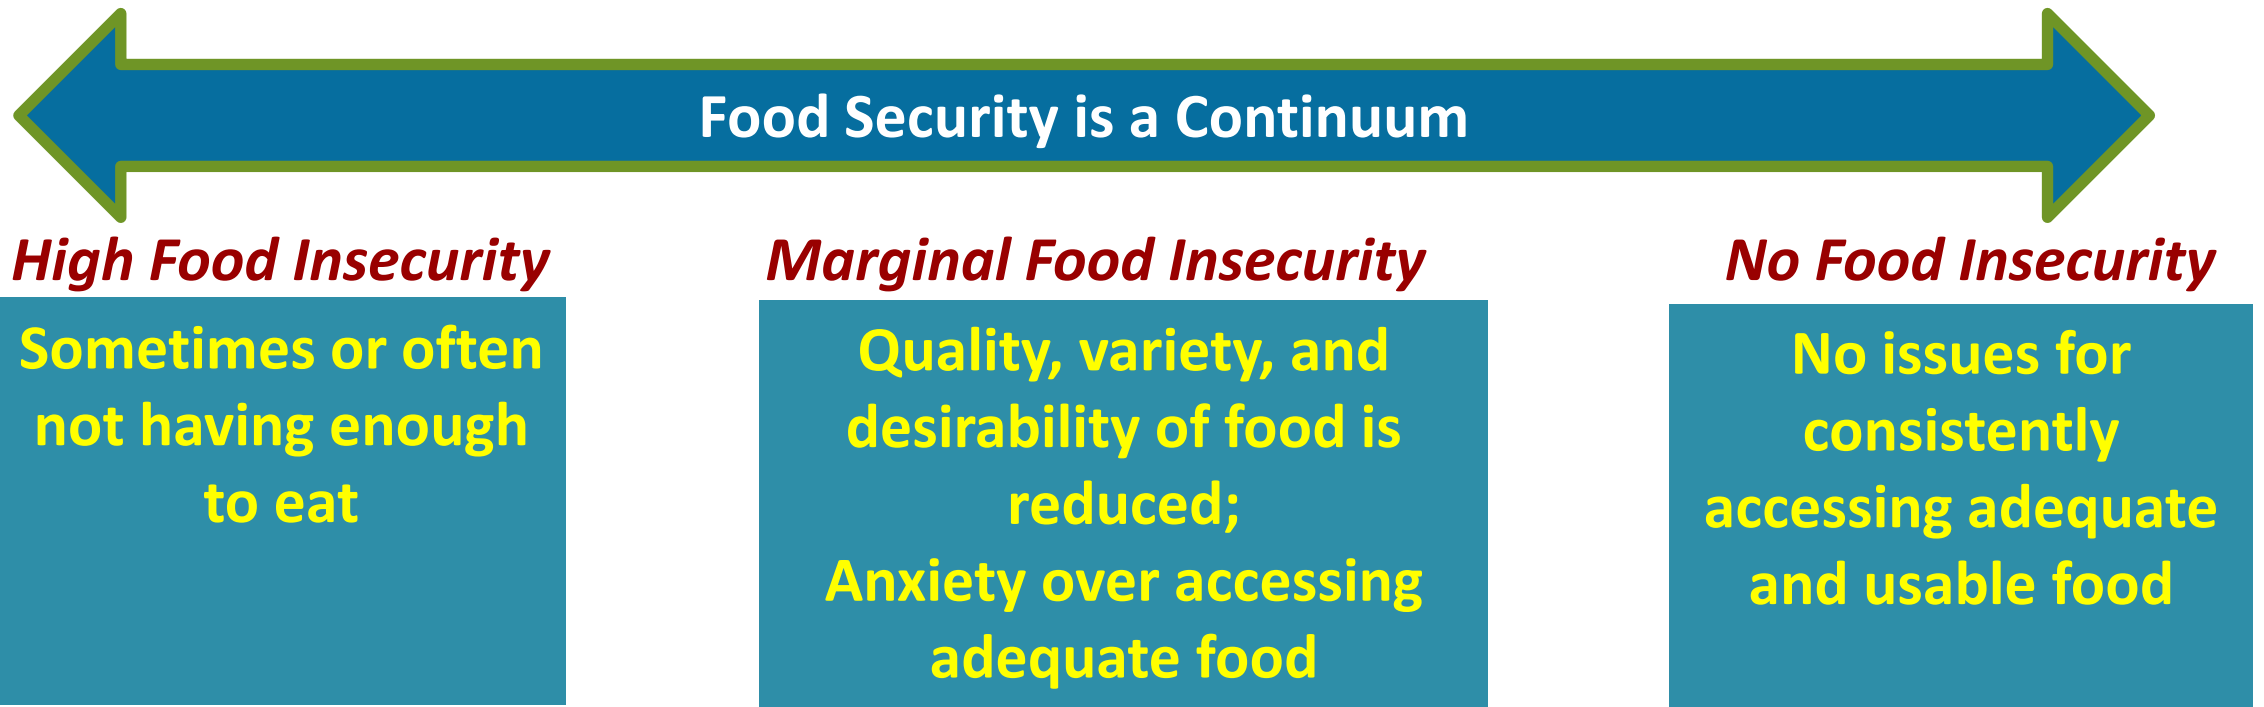 Food Security is a Continuum
High Food Insecurity
Sometimes or often
not having enough
to eat
Marginal Food Insecurity
Quality, variety, and
desirability of food is
reduced;
Anxiety over accessing
adequate food
No Food Insecurity
No issues for
consistently
accessing adequate
and usable food